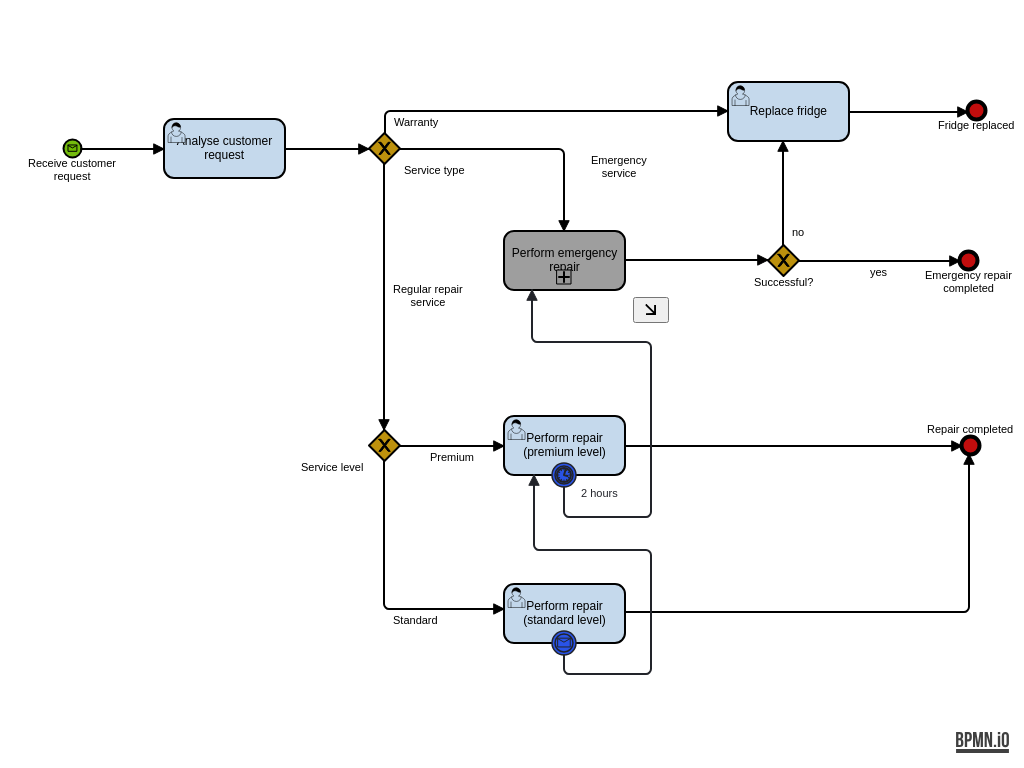 Warranty
Replace fridge
Fridge replaced
Analyse customer
request
Receive customer
request
Service type
Emergency
service
Perform emergency
repair
no
Successful?
yes
Emergency repair
completed
Regular repair
service
Perform repair
(premium level)
Repair completed
Premium
Service level
2 hours
Perform repair
(standard level)
Standard
BPMN.iO